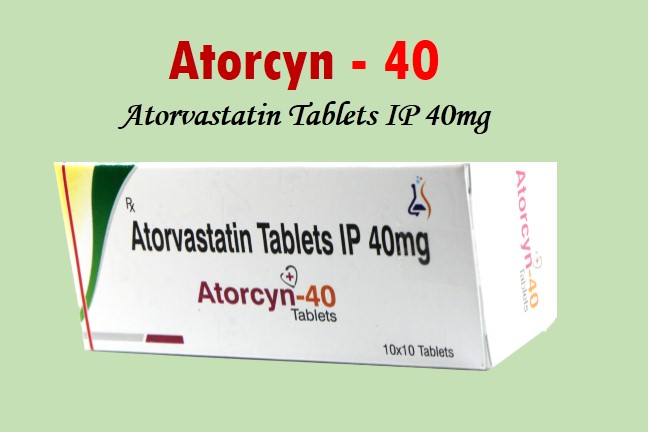 Atorcyn - 40
Atorvastatin Tablets IP 40mg
Rx
Atorvastatin Tablets IP 40mg
Atorcyn-40
Tablets
10x10 Tablets
Atorcyn-40
Tablets